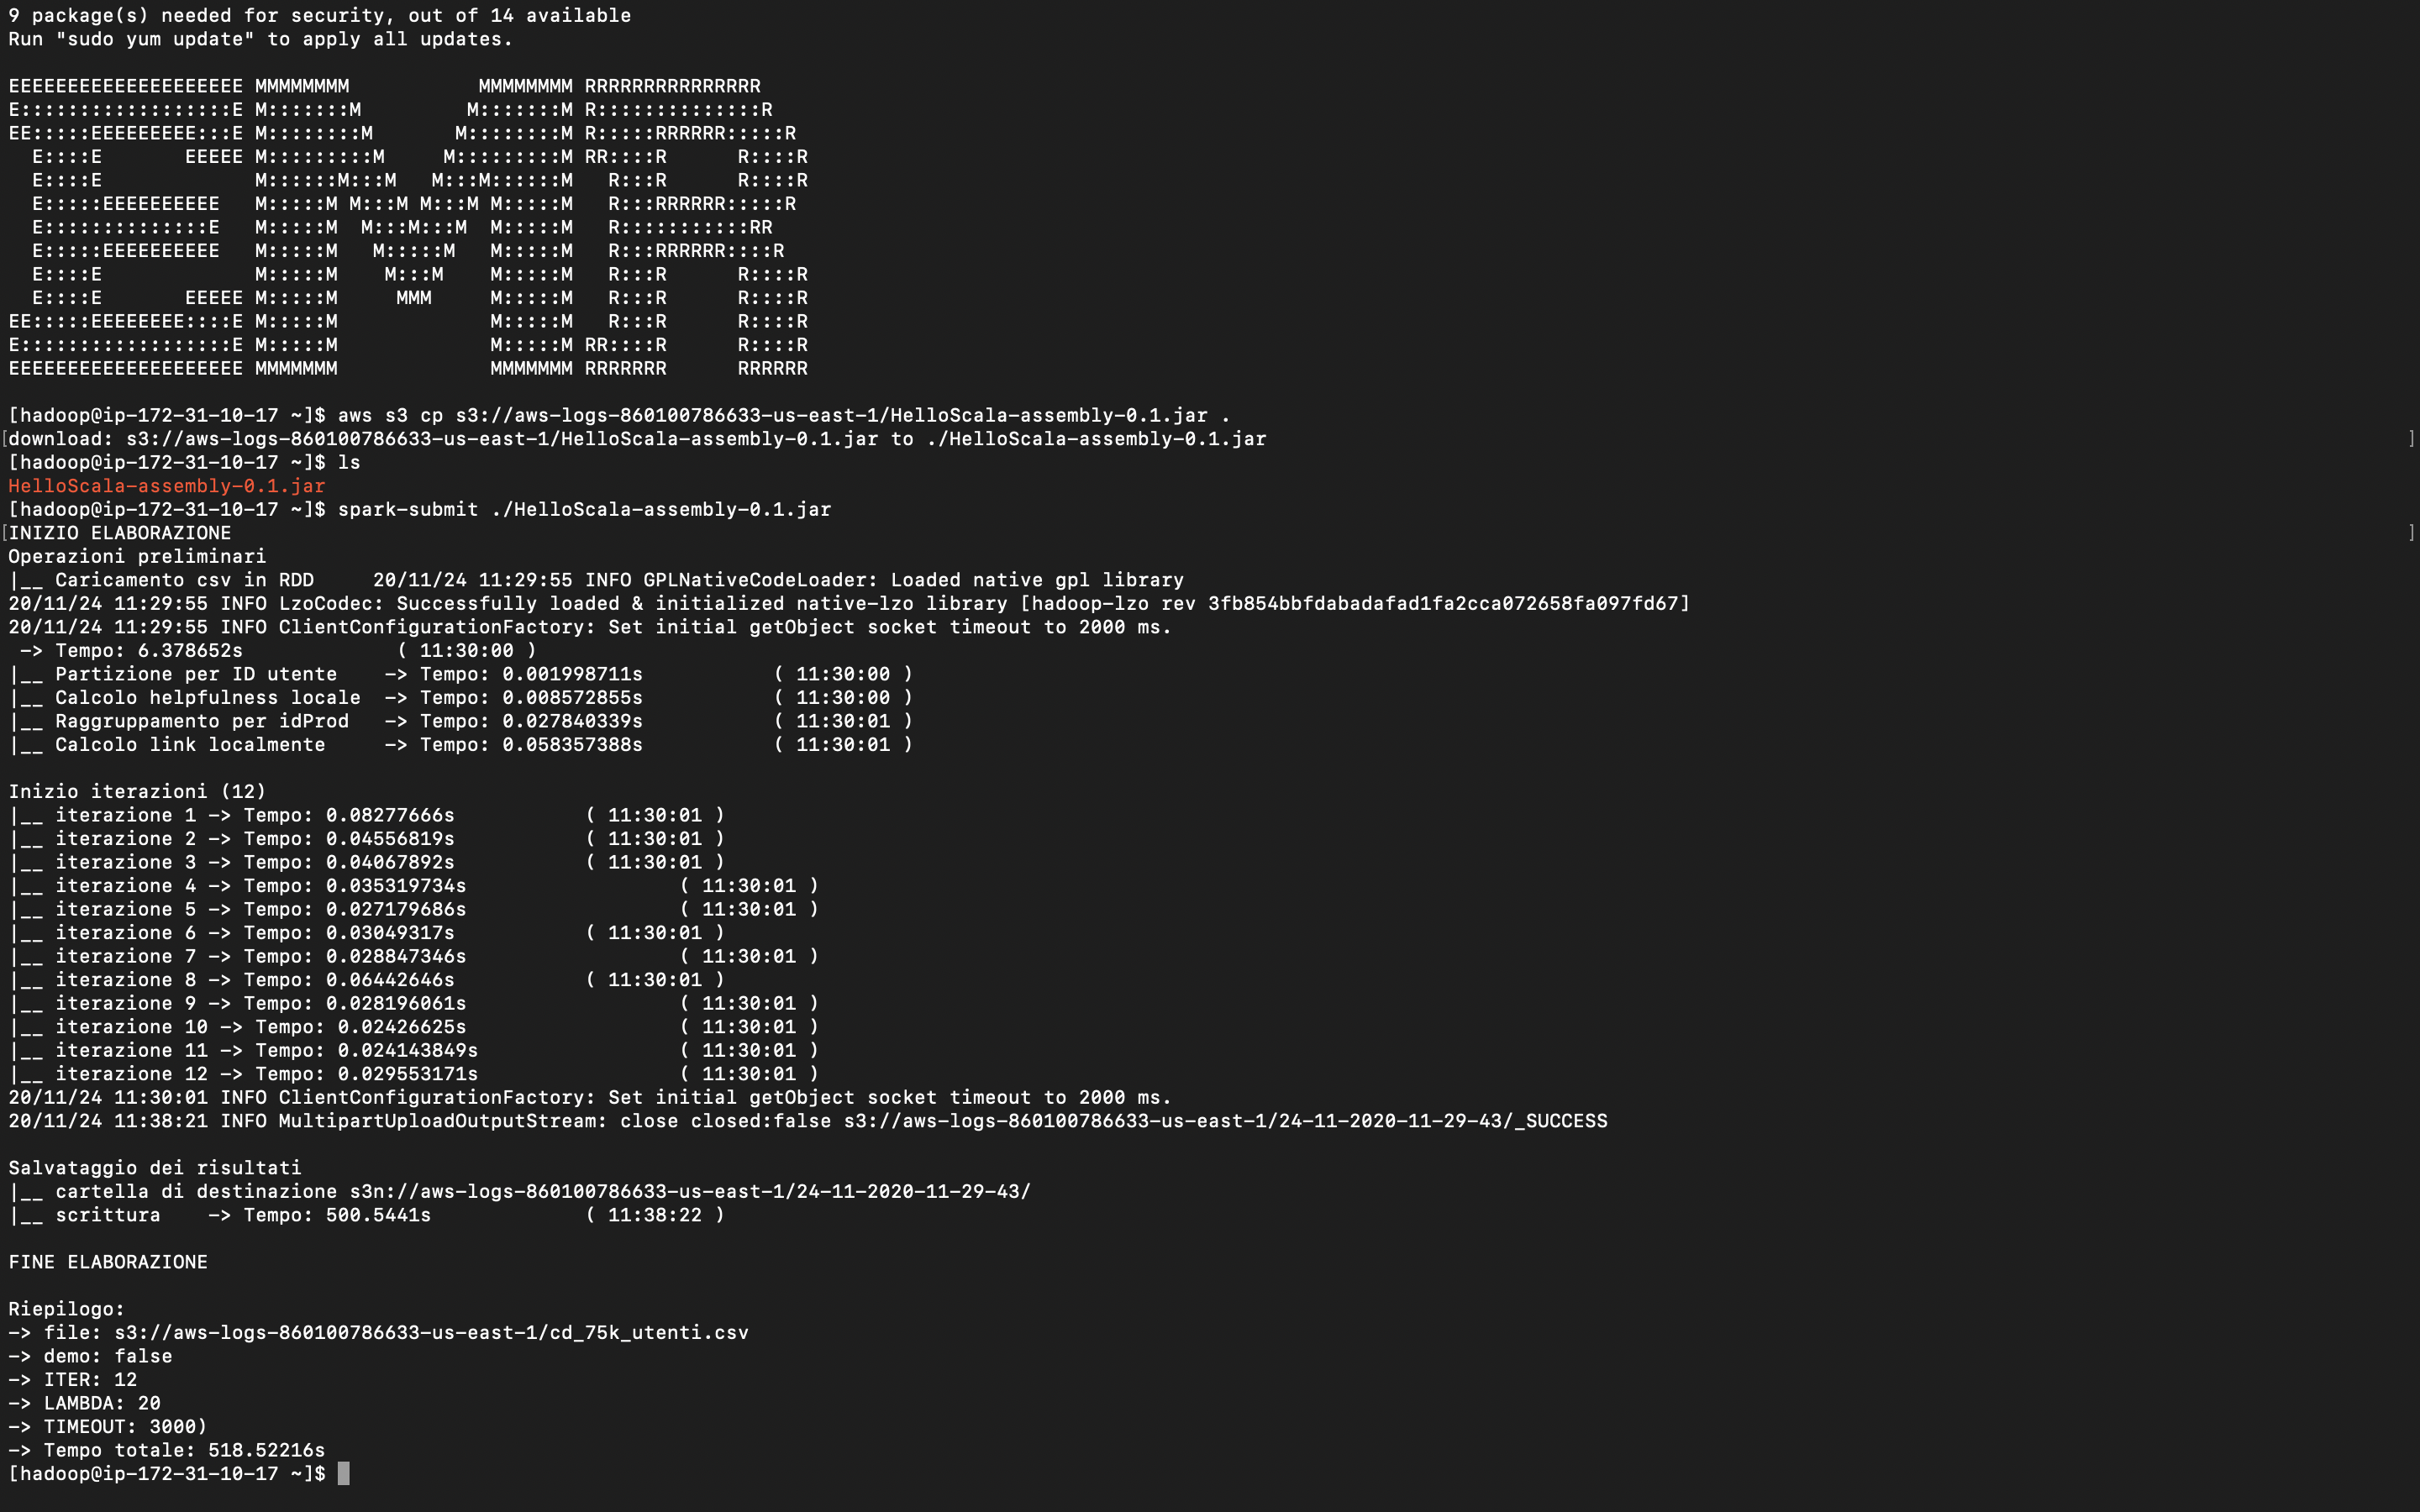 9 package(s) needed for security, out of 14 available
Run "sudo yum update" to apply all updates.
EEEEEEEEEEEEEEEEEEEE MMMMMMMM           MMMMMMMM RRRRRRRRRRRRRRR
E::::::::::::::::::E M:::::::M         M:::::::M R::::::::::::::R
EE:::::EEEEEEEEE:::E M::::::::M       M::::::::M R:::::RRRRRR:::::R
  E::::E       EEEEE M:::::::::M     M:::::::::M RR::::R      R::::R
  E::::E             M::::::M:::M   M:::M::::::M   R:::R      R::::R
  E:::::EEEEEEEEEE   M:::::M M:::M M:::M M:::::M   R:::RRRRRR:::::R
  E::::::::::::::E   M:::::M  M:::M:::M  M:::::M   R:::::::::::RR
  E:::::EEEEEEEEEE   M:::::M   M:::::M   M:::::M   R:::RRRRRR::::R
  E::::E             M:::::M    M:::M    M:::::M   R:::R      R::::R
  E::::E       EEEEE M:::::M     MMM     M:::::M   R:::R      R::::R
EE:::::EEEEEEEE::::E M:::::M             M:::::M   R:::R      R::::R
E::::::::::::::::::E M:::::M             M:::::M RR::::R      R::::R
EEEEEEEEEEEEEEEEEEEE MMMMMMM             MMMMMMM RRRRRRR      RRRRRR
[hadoop@ip-172-31-10-17 ~]$ aws s3 cp s3://aws-logs-860100786633-us-east-1/HelloScala-assembly-0.1.jar .
[download: s3://aws-logs-860100786633-us-east-1/HelloScala-assembly-0.1.jar to ./HelloScala-assembly-0.1.jar ]
[hadoop@ip-172-31-10-17 ~]$ ls
HelloScala-assembly-0.1.jar
[hadoop@ip-172-31-10-17 ~]$ spark-submit ./HelloScala-assembly-0.1.jar
[INIZIO ELABORAZIONE ]
Operazioni preliminari
|__ Caricamento csv in RDD     20/11/24 11:29:55 INFO GPLNativeCodeLoader: Loaded native gpl library
20/11/24 11:29:55 INFO LzoCodec: Successfully loaded & initialized native-lzo library [hadoop-lzo rev 3fb854bbfdabadafad1fa2cca072658fa097fd67]
20/11/24 11:29:55 INFO ClientConfigurationFactory: Set initial getObject socket timeout to 2000 ms.
 -> Tempo: 6.378652s             ( 11:30:00 )
|__ Partizione per ID utente    -> Tempo: 0.001998711s           ( 11:30:00 )
|__ Calcolo helpfulness locale  -> Tempo: 0.008572855s           ( 11:30:00 )
|__ Raggruppamento per idProd   -> Tempo: 0.027840339s           ( 11:30:01 )
|__ Calcolo link localmente     -> Tempo: 0.058357388s           ( 11:30:01 )
Inizio iterazioni (12)
|__ iterazione 1 -> Tempo: 0.08277666s           ( 11:30:01 )
|__ iterazione 2 -> Tempo: 0.04556819s           ( 11:30:01 )
|__ iterazione 3 -> Tempo: 0.04067892s           ( 11:30:01 )
|__ iterazione 4 -> Tempo: 0.035319734s                  ( 11:30:01 )
|__ iterazione 5 -> Tempo: 0.027179686s                  ( 11:30:01 )
|__ iterazione 6 -> Tempo: 0.03049317s           ( 11:30:01 )
|__ iterazione 7 -> Tempo: 0.028847346s                  ( 11:30:01 )
|__ iterazione 8 -> Tempo: 0.06442646s           ( 11:30:01 )
|__ iterazione 9 -> Tempo: 0.028196061s                  ( 11:30:01 )
|__ iterazione 10 -> Tempo: 0.02426625s                  ( 11:30:01 )
|__ iterazione 11 -> Tempo: 0.024143849s                 ( 11:30:01 )
|__ iterazione 12 -> Tempo: 0.029553171s                 ( 11:30:01 )
20/11/24 11:30:01 INFO ClientConfigurationFactory: Set initial getObject socket timeout to 2000 ms.
20/11/24 11:38:21 INFO MultipartUploadOutputStream: close closed:false s3://aws-logs-860100786633-us-east-1/24-11-2020-11-29-43/_SUCCESS
Salvataggio dei risultati
|__ cartella di destinazione s3n://aws-logs-860100786633-us-east-1/24-11-2020-11-29-43/
|__ scrittura    -> Tempo: 500.5441s             ( 11:38:22 )
FINE ELABORAZIONE
Riepilogo:
-> file: s3://aws-logs-860100786633-us-east-1/cd_75k_utenti.csv
-> demo: false
-> ITER: 12
-> LAMBDA: 20
-> TIMEOUT: 3000)
-> Tempo totale: 518.52216s
[hadoop@ip-172-31-10-17 ~]$